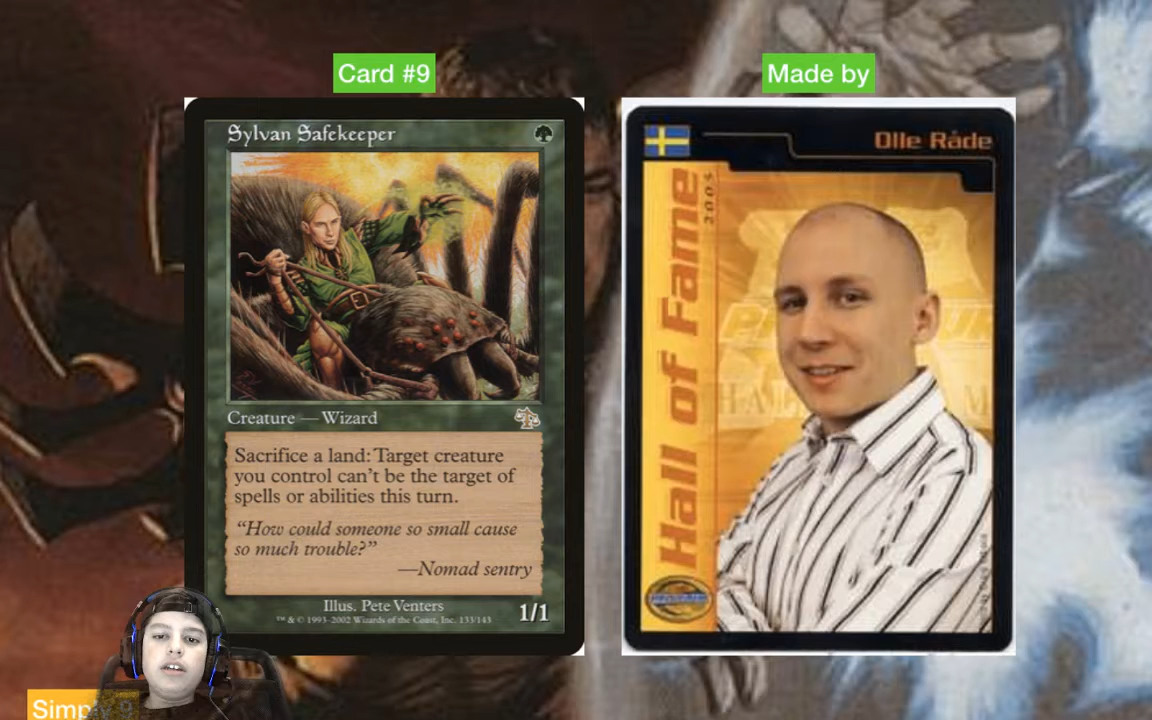 Card #9
Made by
Sylvan Safekeeper
Olle Råde
Hall of Fame
2005
Creature — Wizard
Sacrifice a land: Target creature
you control can't be the target of
spells or abilities this turn.
"How could someone so small cause
so much trouble?"
—Nomad sentry
Illus. Pete Venters
™ & © 1993–2002 Wizards of the Coast, Inc. 133/143
1/1